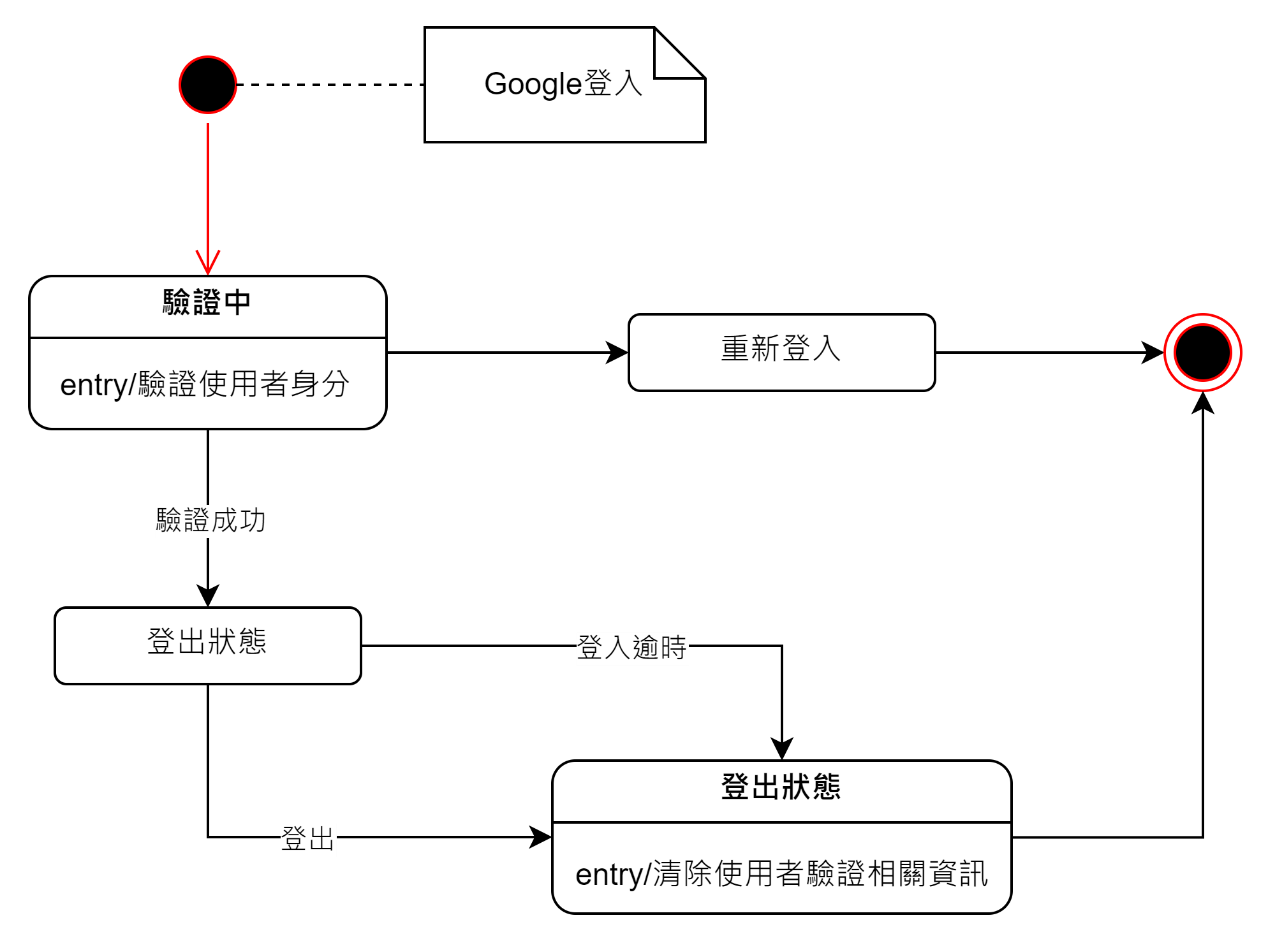 Google登入
驗證中
entry/驗證使用者身分
重新登入
驗證成功
登出狀態
登入逾時
登出狀態
entry/清除使用者驗證相關資訊
登出